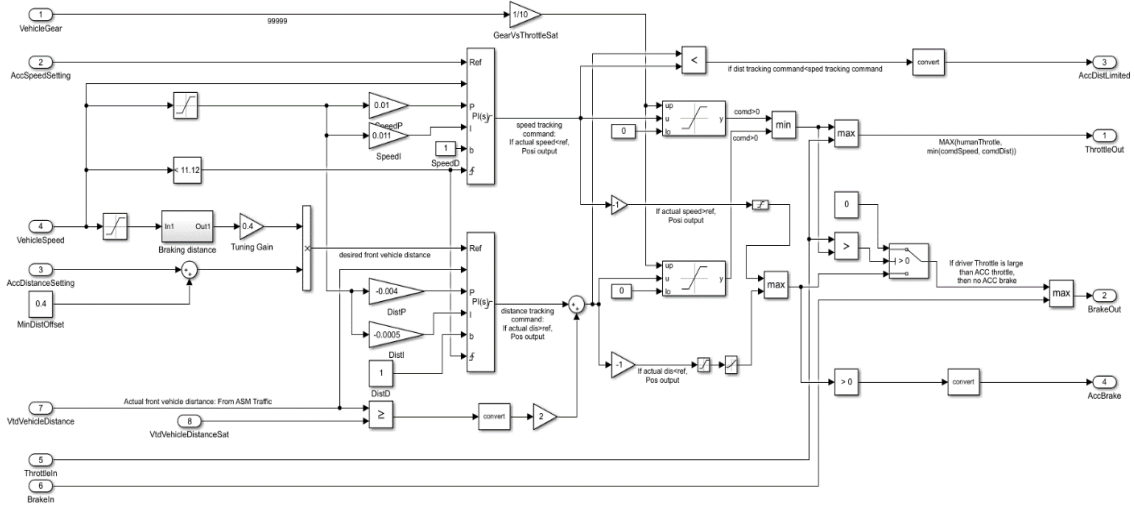 1
VehicleGear
99999
1/10
GearVsThrottleSat
2
AccSpeedSetting
Ref
P
I
b
PI(s)
0.01
SpeedP
0.011
SpeedI
1
SpeedD
< 11.12
speed tracking
command:
If actual speed<ref,
Posi output
<
if dist tracking command<sped tracking command
convert
3
AccDistLimited
up
u
lo
y
0
comd>0
comd>0
min
max
MAX(humanThrotle,
min(comdSpeed, comdDist))
1
ThrottleOut
4
VehicleSpeed
In1
Out1
Braking distance
0.4
Tuning Gain
×
desired front vehicle distance
3
AccDistanceSetting
+
+
0.4
MinDistOffset
Ref
P
I
b
PI(s)
-0.004
DistP
-0.0005
DistI
1
DistD
distance tracking
command:
If actual dis>ref,
Pos output
+
+
-1
If actual speed>ref,
Posi output
up
u
lo
y
0
-1
If actual dis<ref,
Pos output
max
0
>
> 0
If driver Throttle is large
than ACC throttle,
then no ACC brake
max
2
BrakeOut
> 0
convert
4
AccBrake
7
VtdVehicleDistance
Actual front vehicle disrtance: From ASM Traffic
8
VtdVehicleDistanceSat
≥
convert
2
5
ThrottleIn
6
BrakeIn